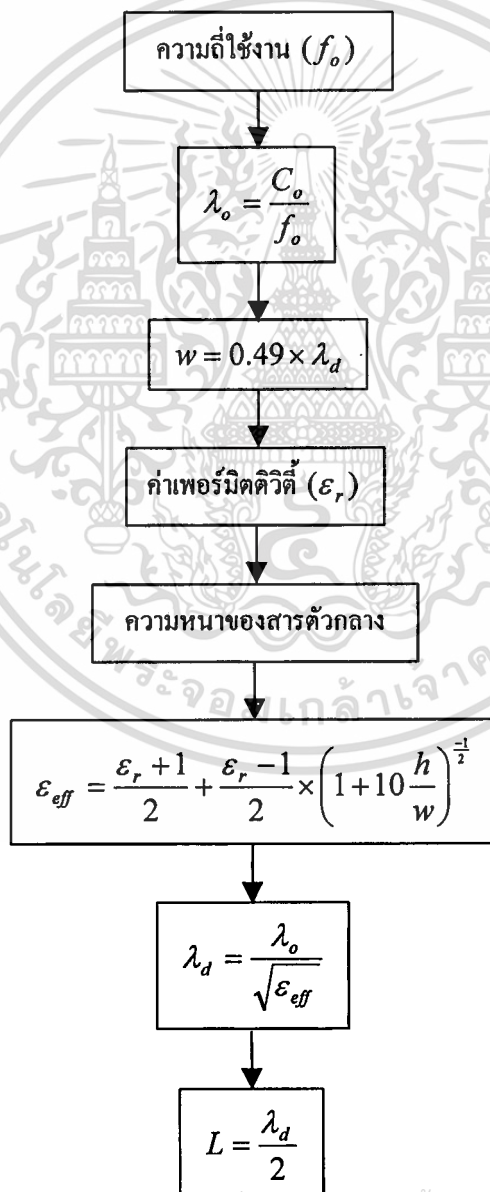 ความถี่ใช้งาน (f_o)
λ_o = C_o / f_o
w = 0.49 × λ_d
ค่าเพอร์มิตติวิตี้ (ε_r)
ความหนาของสารตัวกลาง
ε_eff = (ε_r + 1)/2 + (ε_r − 1)/2 × (1 + 10 h/w)^(−1/2)
λ_d = λ_o / √ε_eff
L = λ_d / 2